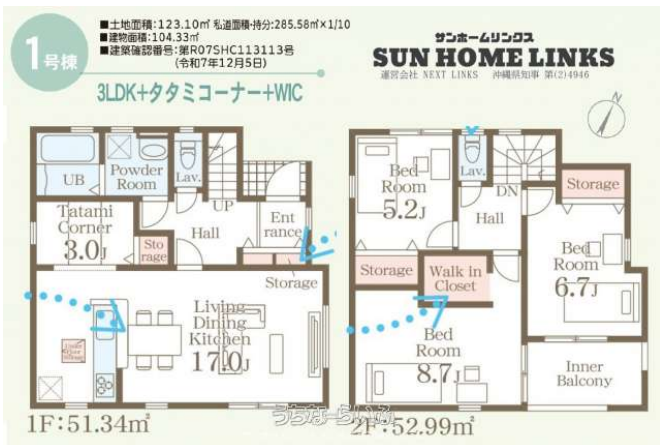 1号棟
■土地面積：123.10㎡ 私道面積・持分：285.58㎡×1/10
■建物面積：104.33㎡
■建築確認番号：第R07SHC113113号
(令和7年12月5日)
3LDK+タタミコーナー+WIC
サンホームリンクス
SUN HOME LINKS
運営会社 NEXT LINKS 沖縄県知事 第(2)4946
N
UB
Powder Room
Lav.
UP
Tatami Corner 3.0J
Storage
Hall
Entrance
Storage
Living Dining Kitchen 17.0J
1F:51.34㎡
Bed Room 5.2J
Lav.
DN
Hall
Storage
Storage
Walk in Closet
Bed Room 6.7J
Bed Room 8.7J
Inner Balcony
2F:52.99㎡
うちなーらいふ